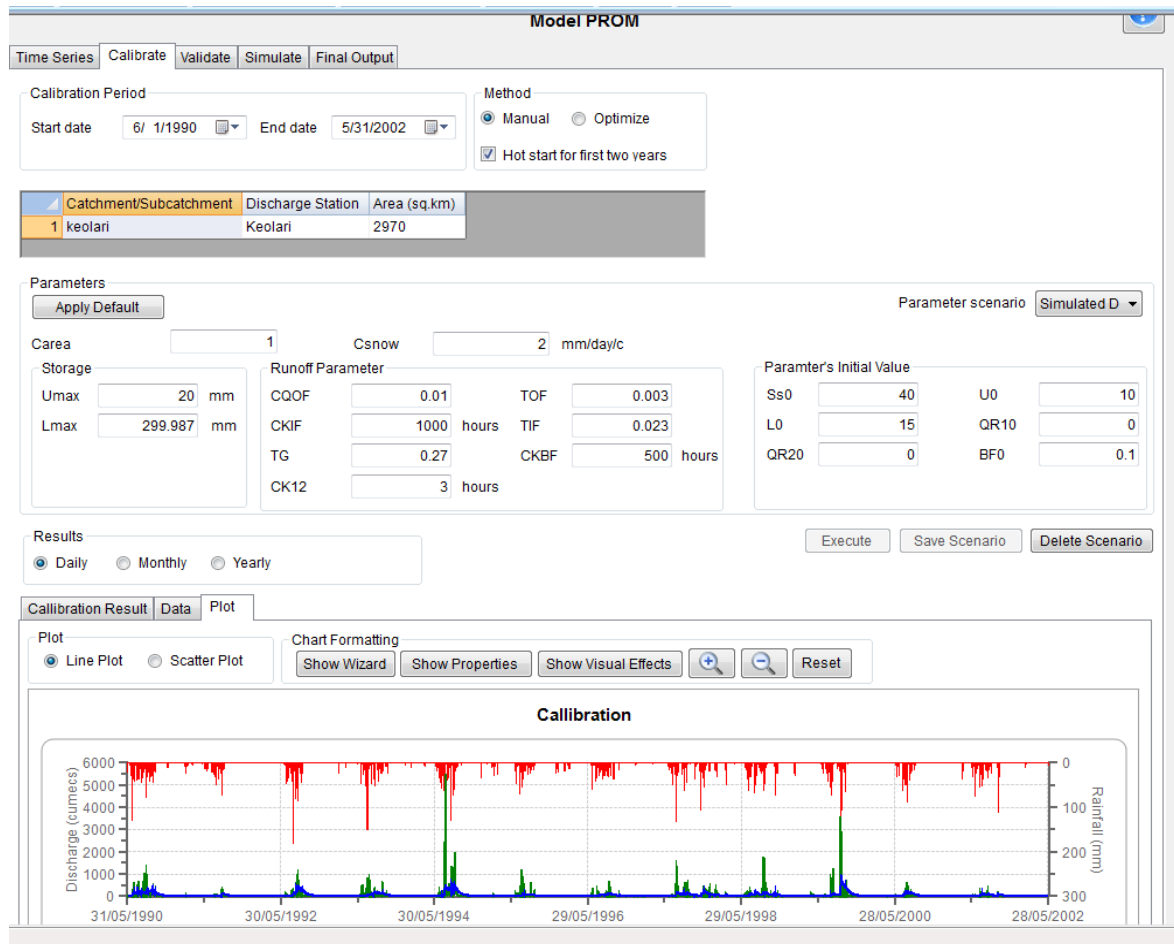 Model PROM
Time Series Calibrate Validate Simulate Final Output
Calibration Period
Start date 6/ 1/1990 End date 5/31/2002
Method
Manual Optimize
Hot start for first two years
Catchment/Subcatchment Discharge Station Area (sq.km)
1 keolari Keolari 2970
Parameters
Apply Default
Parameter scenario Simulated D
Carea 1 Csnow 2 mm/day/c
Storage
Umax 20 mm
Lmax 299.987 mm
Runoff Parameter
CQOF 0.01 TOF 0.003
CKIF 1000 hours TIF 0.023
TG 0.27 CKBF 500 hours
CK12 3 hours
Paramter's Initial Value
Ss0 40 U0 10
L0 15 QR10 0
QR20 0 BF0 0.1
Results
Daily Monthly Yearly
Execute Save Scenario Delete Scenario
Callibration Result Data Plot
Plot
Line Plot Scatter Plot
Chart Formatting
Show Wizard Show Properties Show Visual Effects Reset
Callibration
Discharge (cumecs)
6000
5000
4000
3000
2000
1000
0
0
100
200
300
Rainfall (mm)
31/05/1990 30/05/1992 30/05/1994 29/05/1996 29/05/1998 28/05/2000 28/05/2002